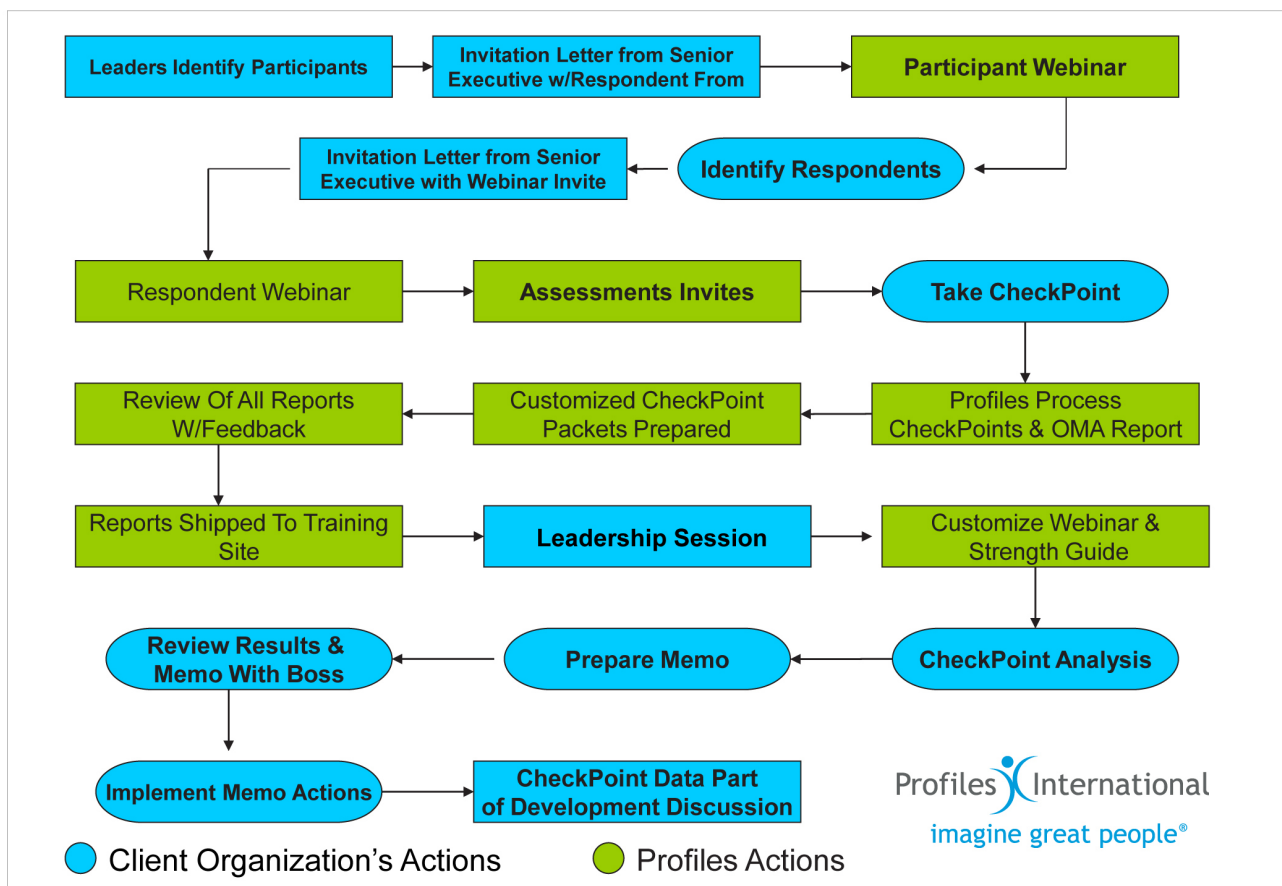 Leaders Identify Participants
Invitation Letter from Senior
Executive w/Respondent From
Participant Webinar
Invitation Letter from Senior
Executive with Webinar Invite
Identify Respondents
Respondent Webinar
Assessments Invites
Take CheckPoint
Review Of All Reports
W/Feedback
Customized CheckPoint
Packets Prepared
Profiles Process
CheckPoints & OMA Report
Reports Shipped To Training
Site
Leadership Session
Customize Webinar &
Strength Guide
Review Results &
Memo With Boss
Prepare Memo
CheckPoint Analysis
Implement Memo Actions
CheckPoint Data Part
of Development Discussion
Profiles International
imagine great people®
Client Organization's Actions
Profiles Actions